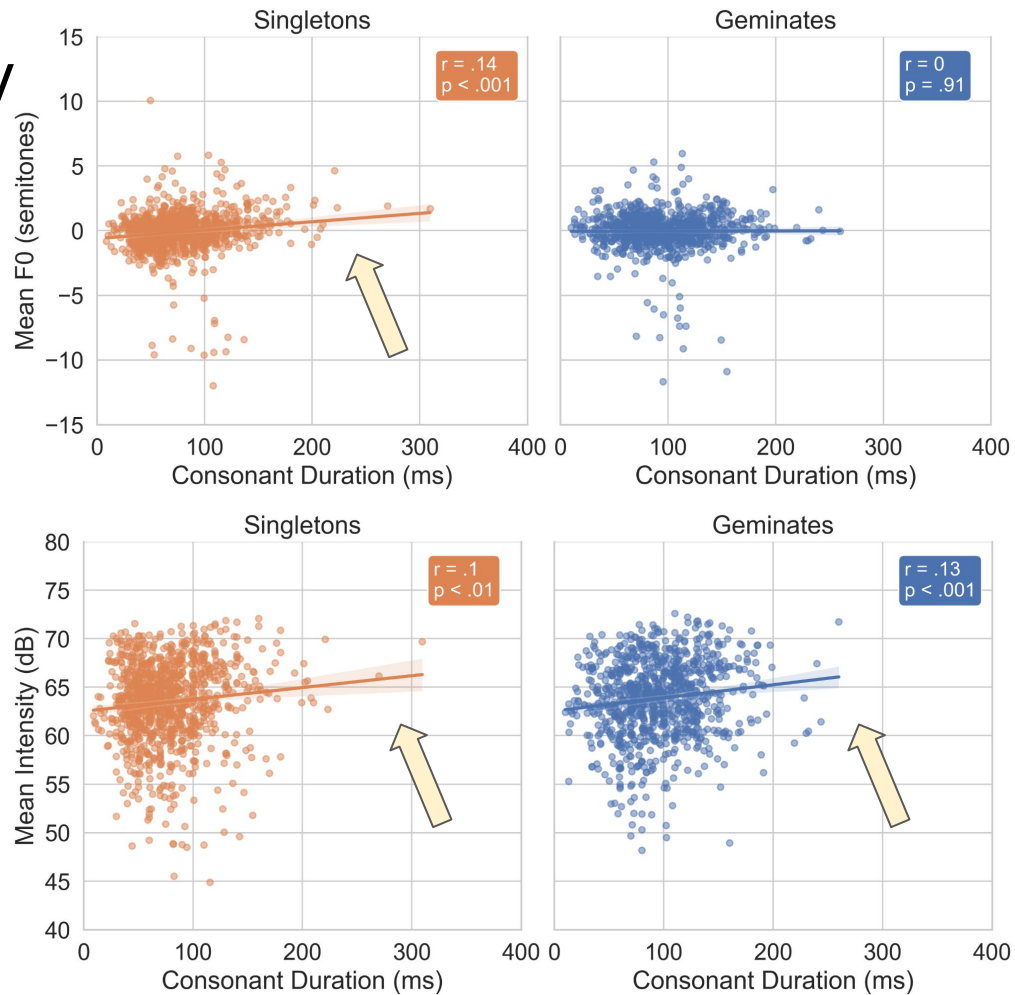 y
Singletons
Geminates
r = .14
p < .001
r = 0
p = .91
Mean F0 (semitones)
15
10
5
0
−5
−10
−15
0 100 200 300 400
0 100 200 300 400
Consonant Duration (ms)
Consonant Duration (ms)
Singletons
Geminates
r = .1
p < .01
r = .13
p < .001
Mean Intensity (dB)
80
75
70
65
60
55
50
45
40
0 100 200 300 400
0 100 200 300 400
Consonant Duration (ms)
Consonant Duration (ms)